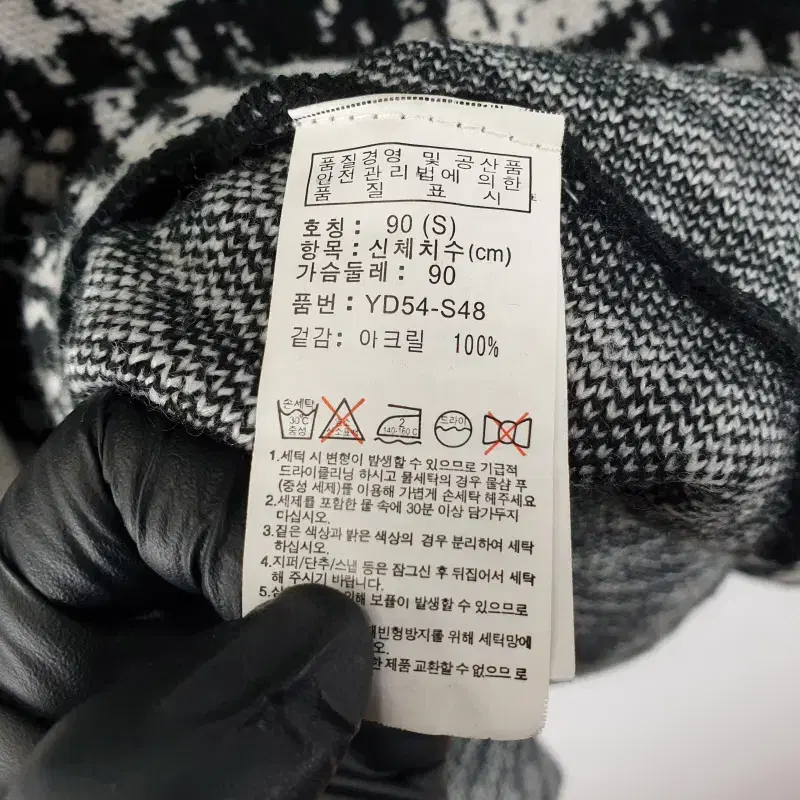 품질경영 및 공산품
안전관리법에 의한
품 질 표 시
호칭 : 90 (S)
항목 : 신체치수(cm)
가슴둘레 : 90
품번 : YD54-S48
겉감 : 아크릴 100%
손세탁
30℃
중성
2
140-160℃
드라이
1.세턱 시 변형이 발생할 수 있으므로 기급적
드라이클리닝 하시고 물세탁의 경우 울샴 푸
(중성 세제)를 이용해 가볍게 손세탁 해주세요
2.세제를 포함한 물 속에 30분 이상 담가두지
다십시오.
3.짙은 색상과 밝은 색상의 경우 분리하여 세탁
하십시오.
4.지퍼/단추/스냅 등은 잠그신 후 뒤집어서 세탁
해 주시기 바랍니다.
보풀이 발생할 수 있으므로
위해 세탁망에
오.
제품 교환할 수 없으므로